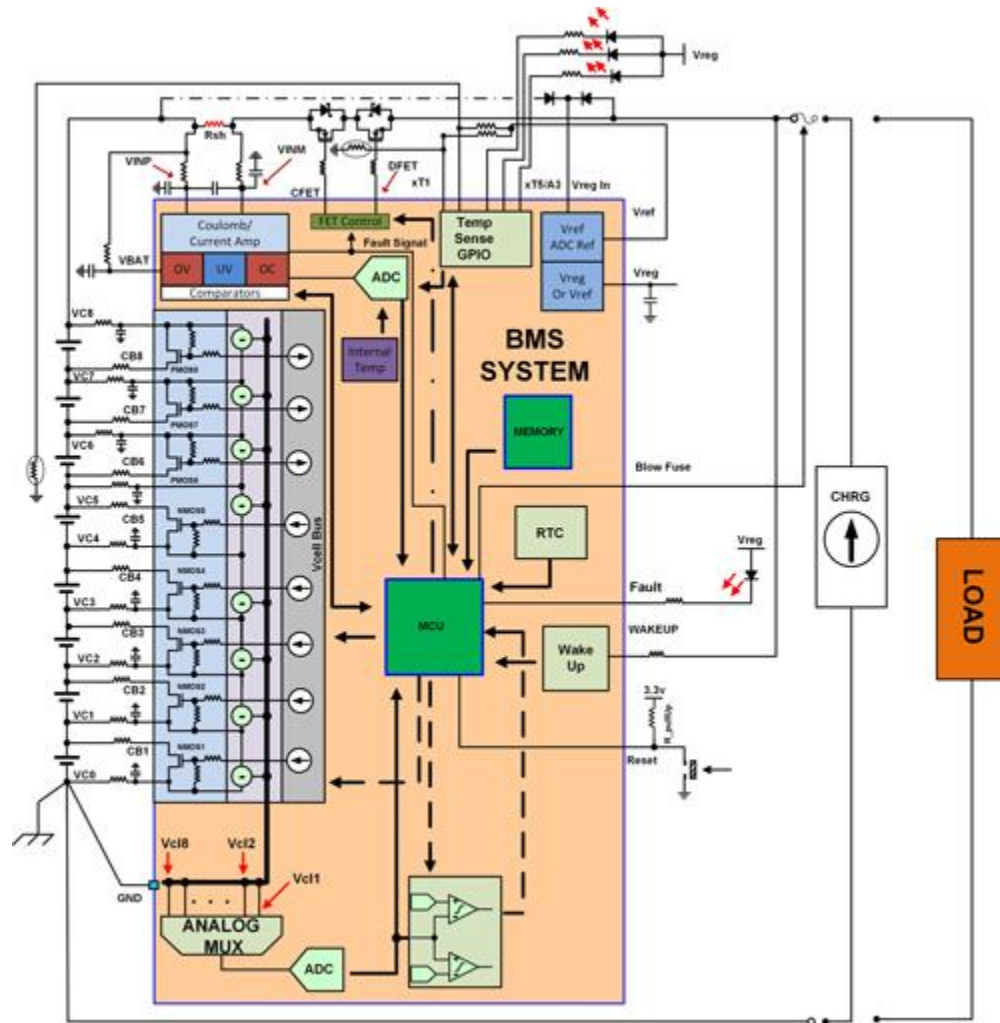 Vreg
Rsh
VINP
VINM
DFET
xT1
CFET
xT5/A3
Vreg In
Vref
FET Control
Coulomb/
Current Amp
Fault Signal
Temp
Sense
GPIO
Vref
ADC Ref
VBAT
OV
UV
OC
Comparators
ADC
Vreg
Or Vref
Vreg
VC8
CB8
PMOS8
Internal
Temp
BMS
SYSTEM
VC7
CB7
PMOS7
MEMORY
VC6
CB6
PMOS6
Blow Fuse
CHRG
VC5
NMOS5
CB5
VC4
Vcell Bus
RTC
Vreg
CB4
NMOS4
VC3
MCU
Fault
LOAD
CB3
NMOS3
WAKEUP
VC2
Wake
Up
CB2
NMOS2
VC1
3.3v
R_pullUp
CB1
NMOS1
VC0
Reset
Vcl8
Vcl2
Vcl1
GND
ANALOG
MUX
ADC